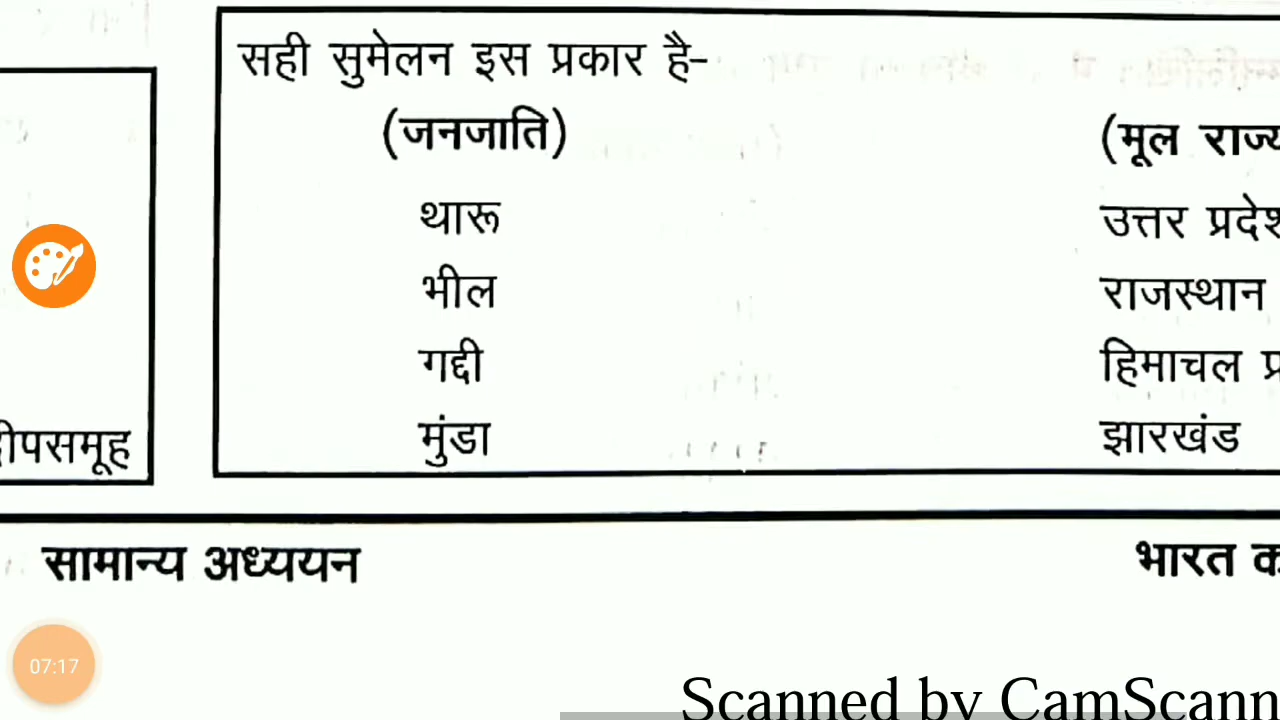 सही सुमेलन इस प्रकार है-
(जनजाति) (मूल राज्य
थारू उत्तर प्रदेश
भील राजस्थान
गद्दी हिमाचल प्र
मुंडा झारखंड
द्वीपसमूह
सामान्य अध्ययन भारत क
07:17
Scanned by CamScann